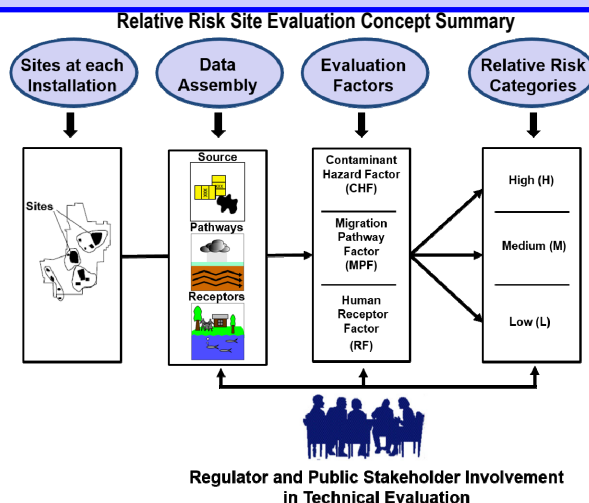 Relative Risk Site Evaluation Concept Summary
Sites at each
Installation
Data
Assembly
Evaluation
Factors
Relative Risk
Categories
Sites
Source
Pathways
Receptors
Contaminant
Hazard Factor
(CHF)
Migration
Pathway
Factor
(MPF)
Human
Receptor
Factor
(RF)
High (H)
Medium (M)
Low (L)
Regulator and Public Stakeholder Involvement
in Technical Evaluation